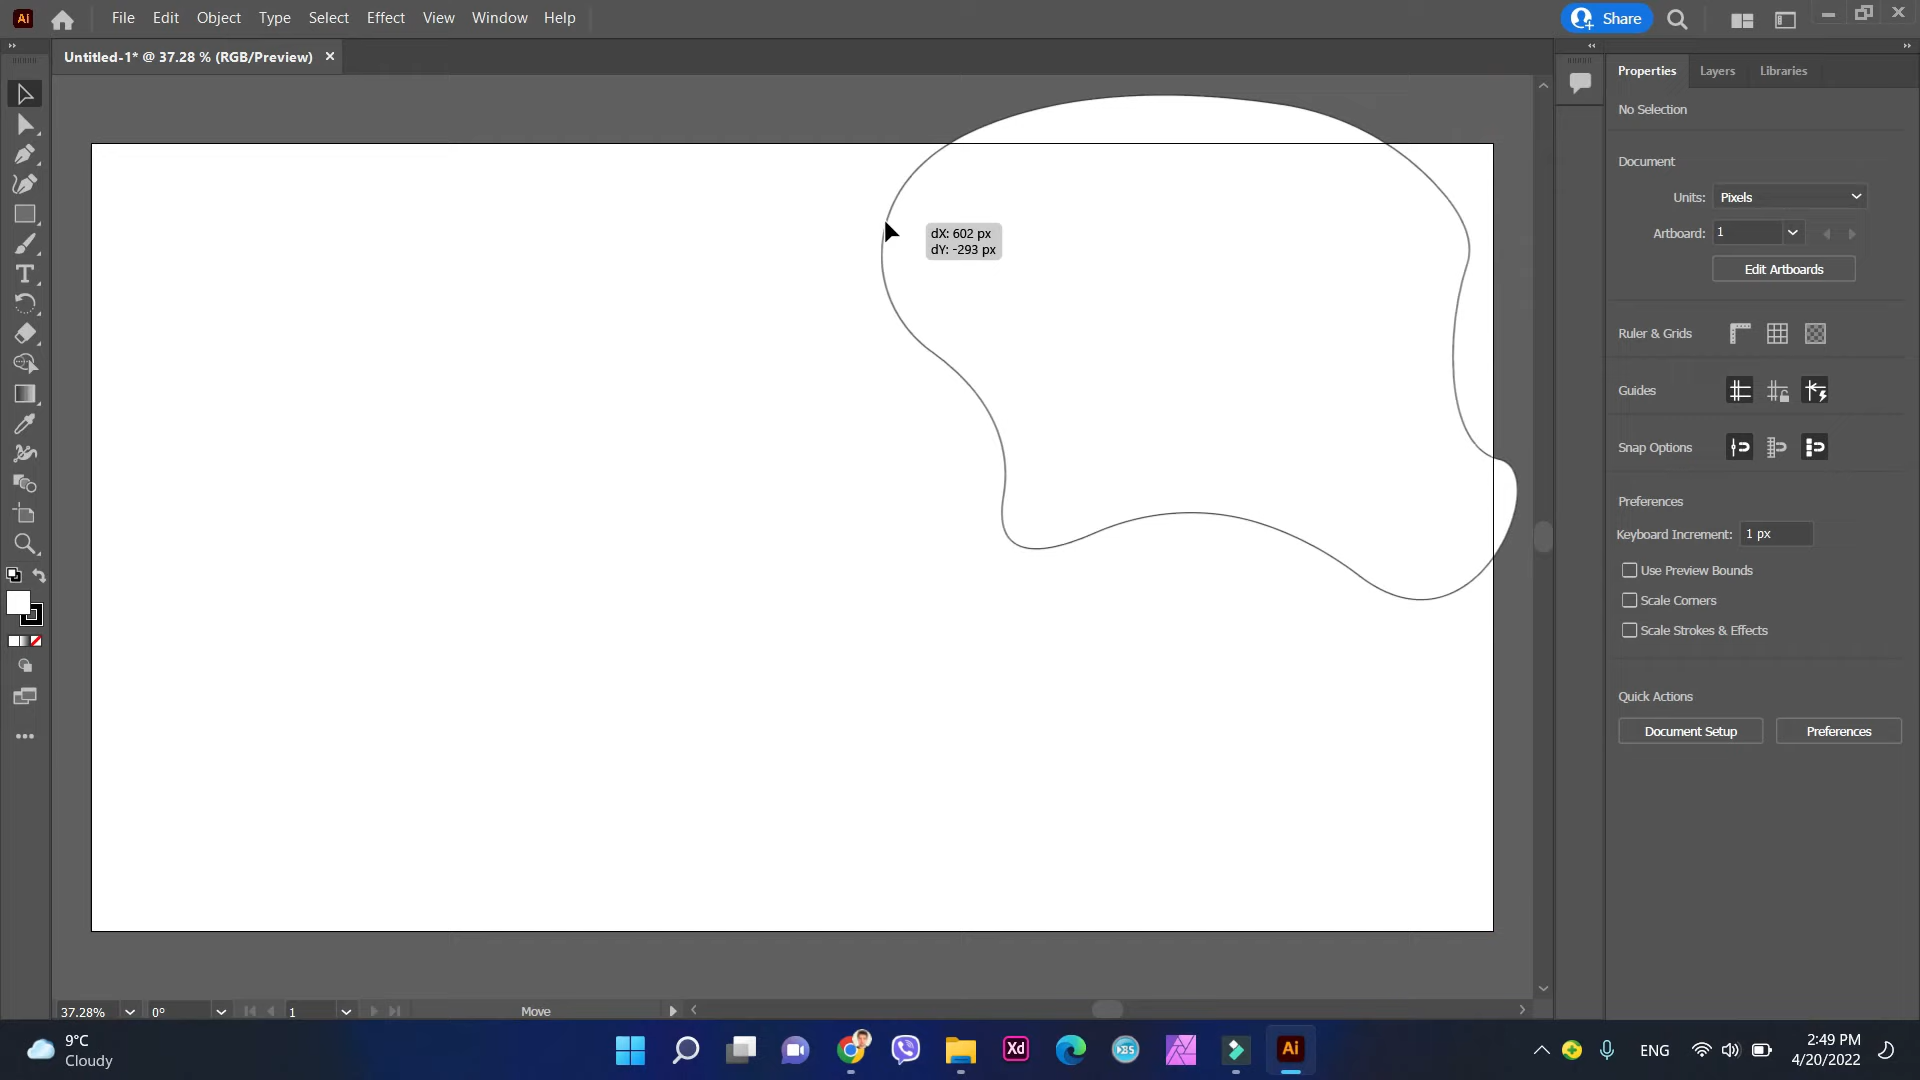 Ai File Edit Object Type Select Effect View Window Help Share
Untitled-1* @ 37.28 % (RGB/Preview) ×
Properties Layers Libraries
No Selection
Document
Units: Pixels
Artboard: 1
Edit Artboards
Ruler & Grids
Guides
Snap Options
Preferences
Keyboard Increment: 1 px
Use Preview Bounds
Scale Corners
Scale Strokes & Effects
Quick Actions
Document Setup Preferences
dX: 602 px
dY: -293 px
37.28% 0° 1 Move
9°C
Cloudy
Xd
Ai
ENG
2:49 PM
4/20/2022